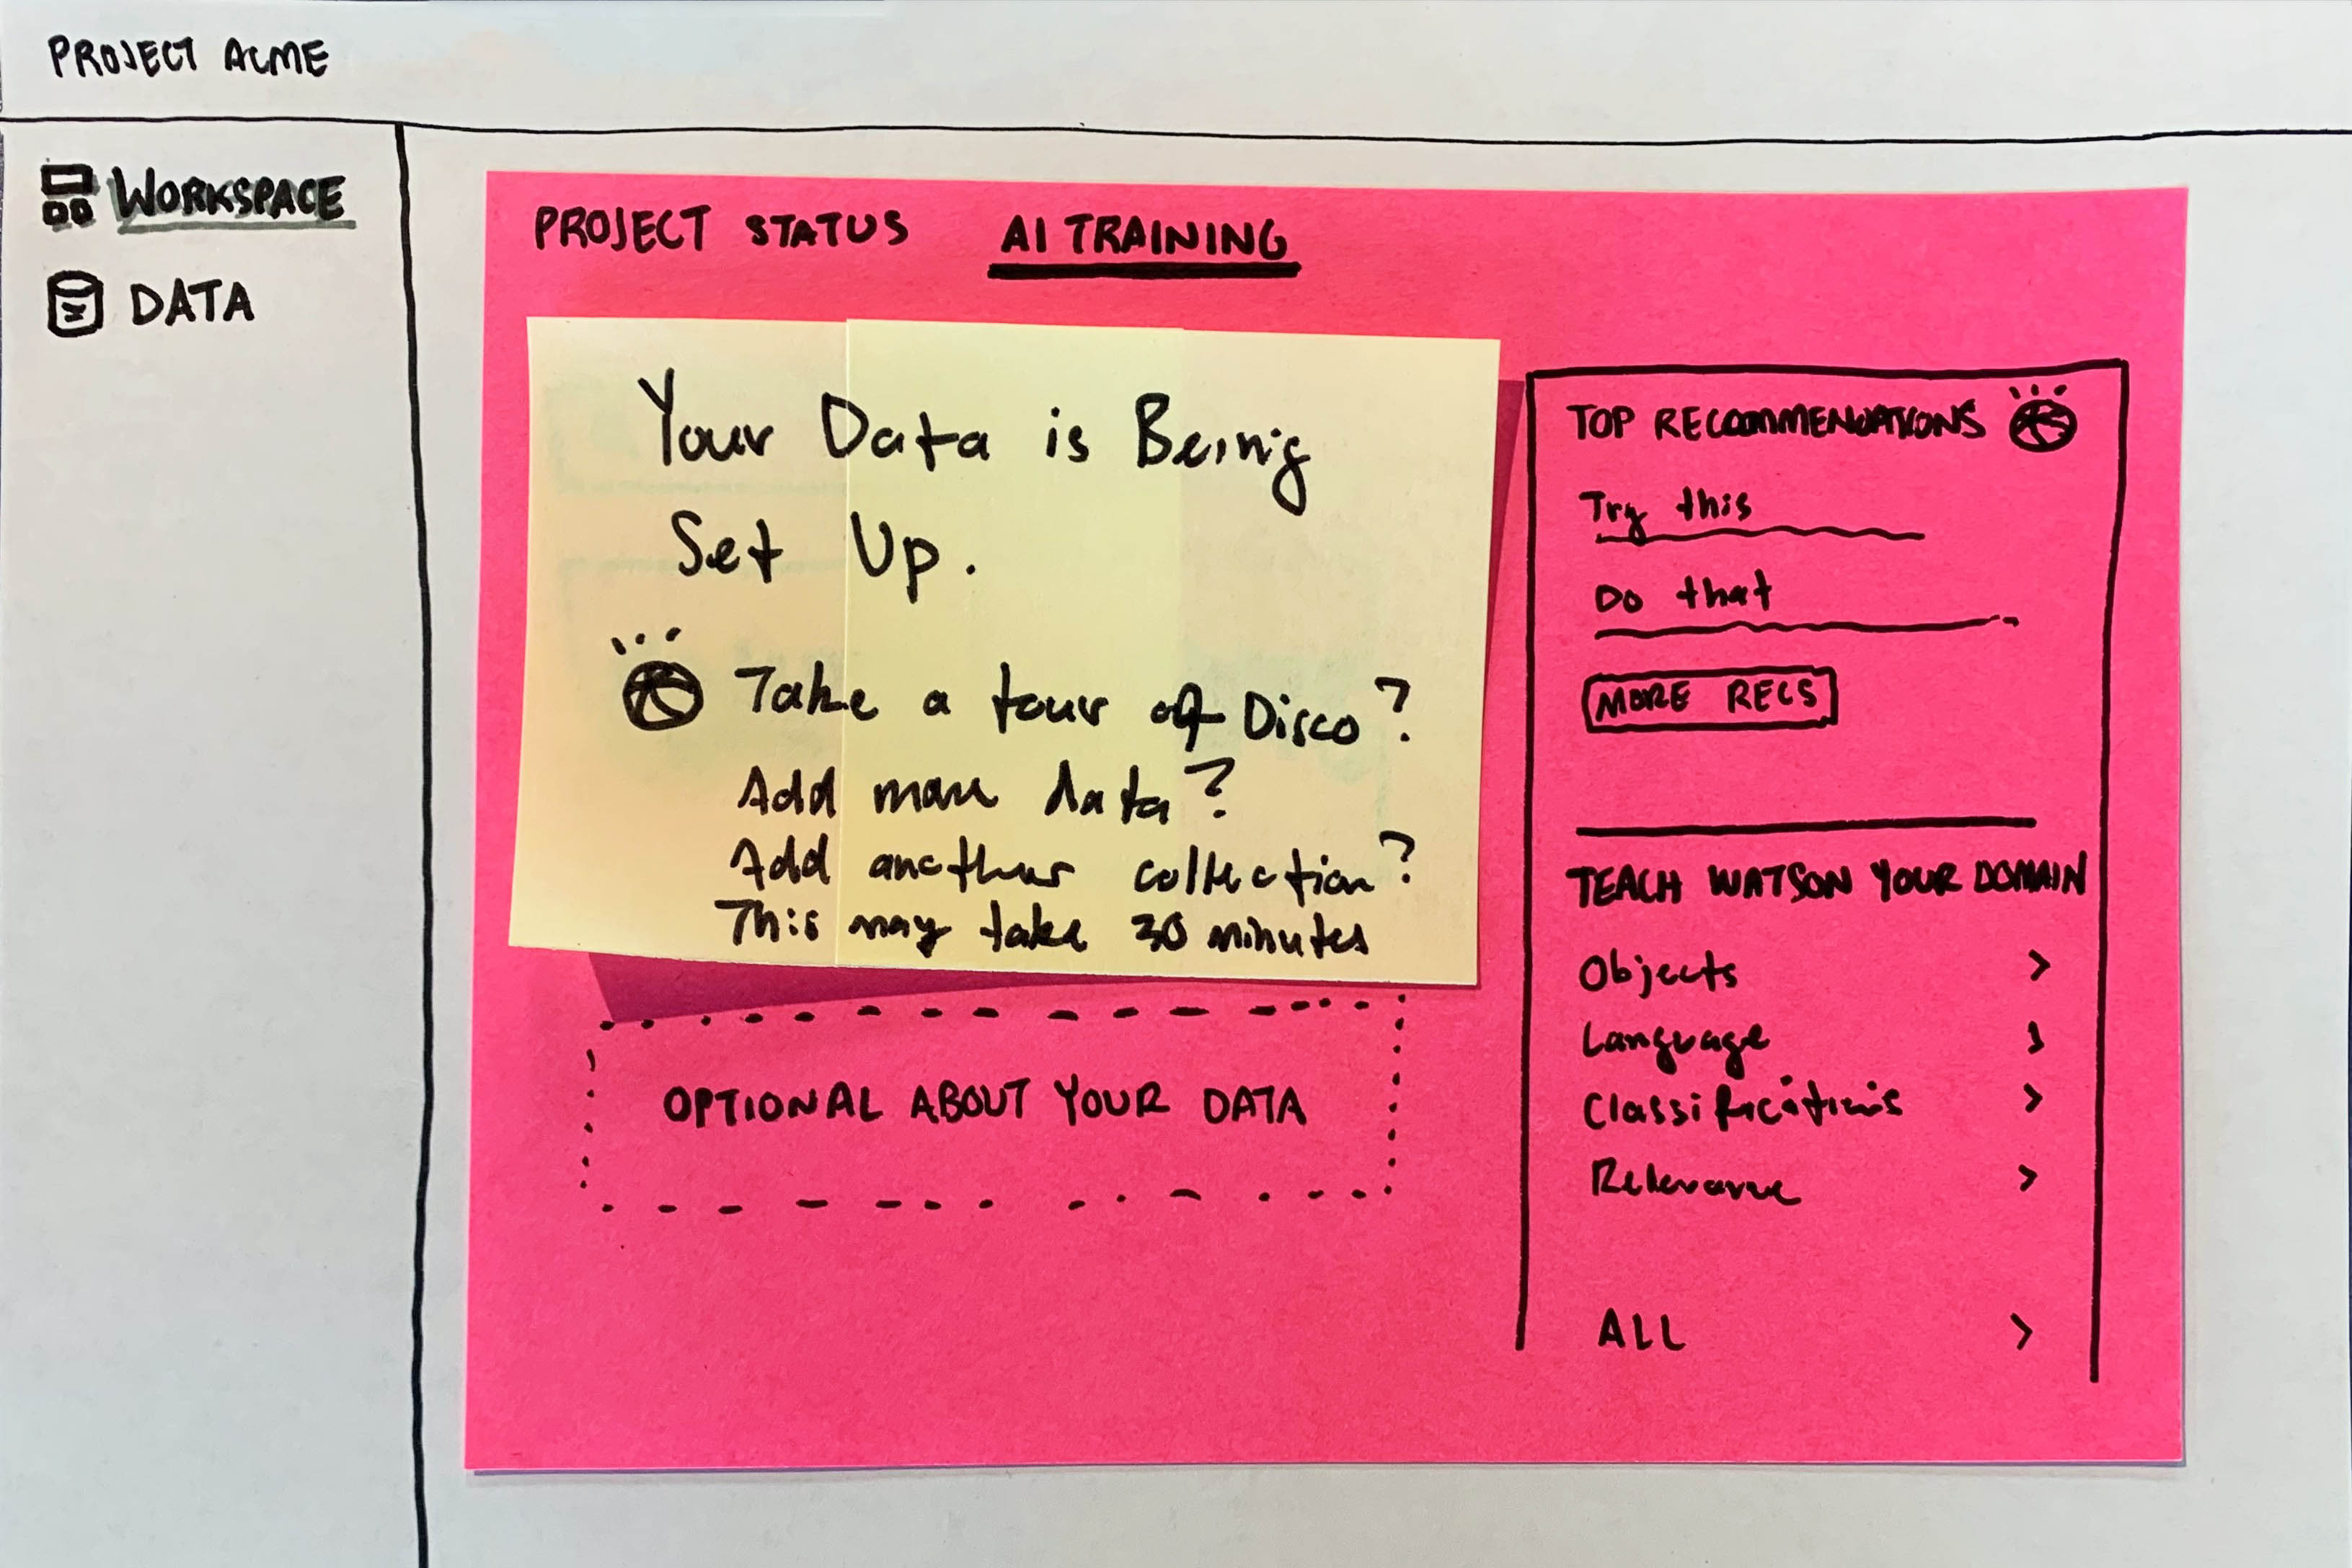 PROJECT ACME
WORKSPACE
DATA
PROJECT STATUS
AI TRAINING
Your Data is Being
Set Up.
Take a tour of Disco?
Add more data?
Add another collection?
This may take 30 minutes
OPTIONAL ABOUT YOUR DATA
TOP RECOMMENDATIONS
Try this
Do that
MORE RECS
TEACH WATSON YOUR DOMAIN
Objects >
Language >
Classifications >
Relevance >
ALL >